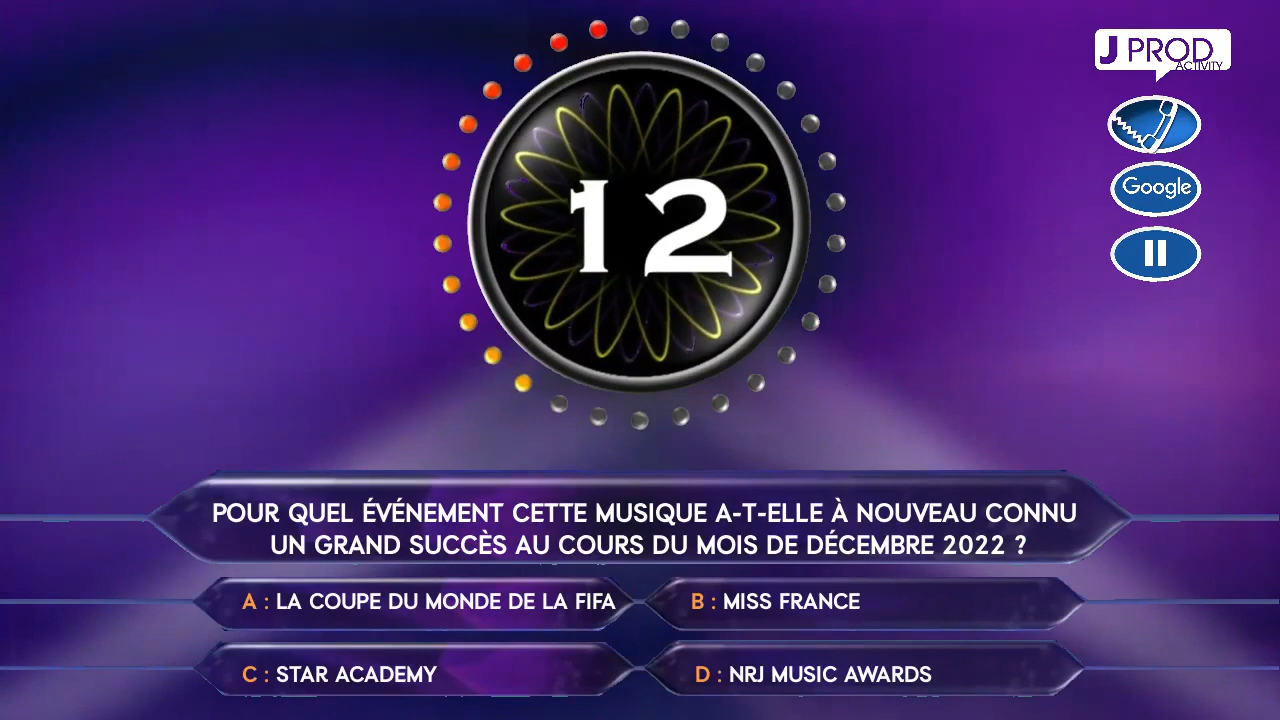 J PROD
ACTIVITY
Google
12
POUR QUEL ÉVÉNEMENT CETTE MUSIQUE A-T-ELLE À NOUVEAU CONNU
UN GRAND SUCCÈS AU COURS DU MOIS DE DÉCEMBRE 2022 ?
A : LA COUPE DU MONDE DE LA FIFA
B : MISS FRANCE
C : STAR ACADEMY
D : NRJ MUSIC AWARDS